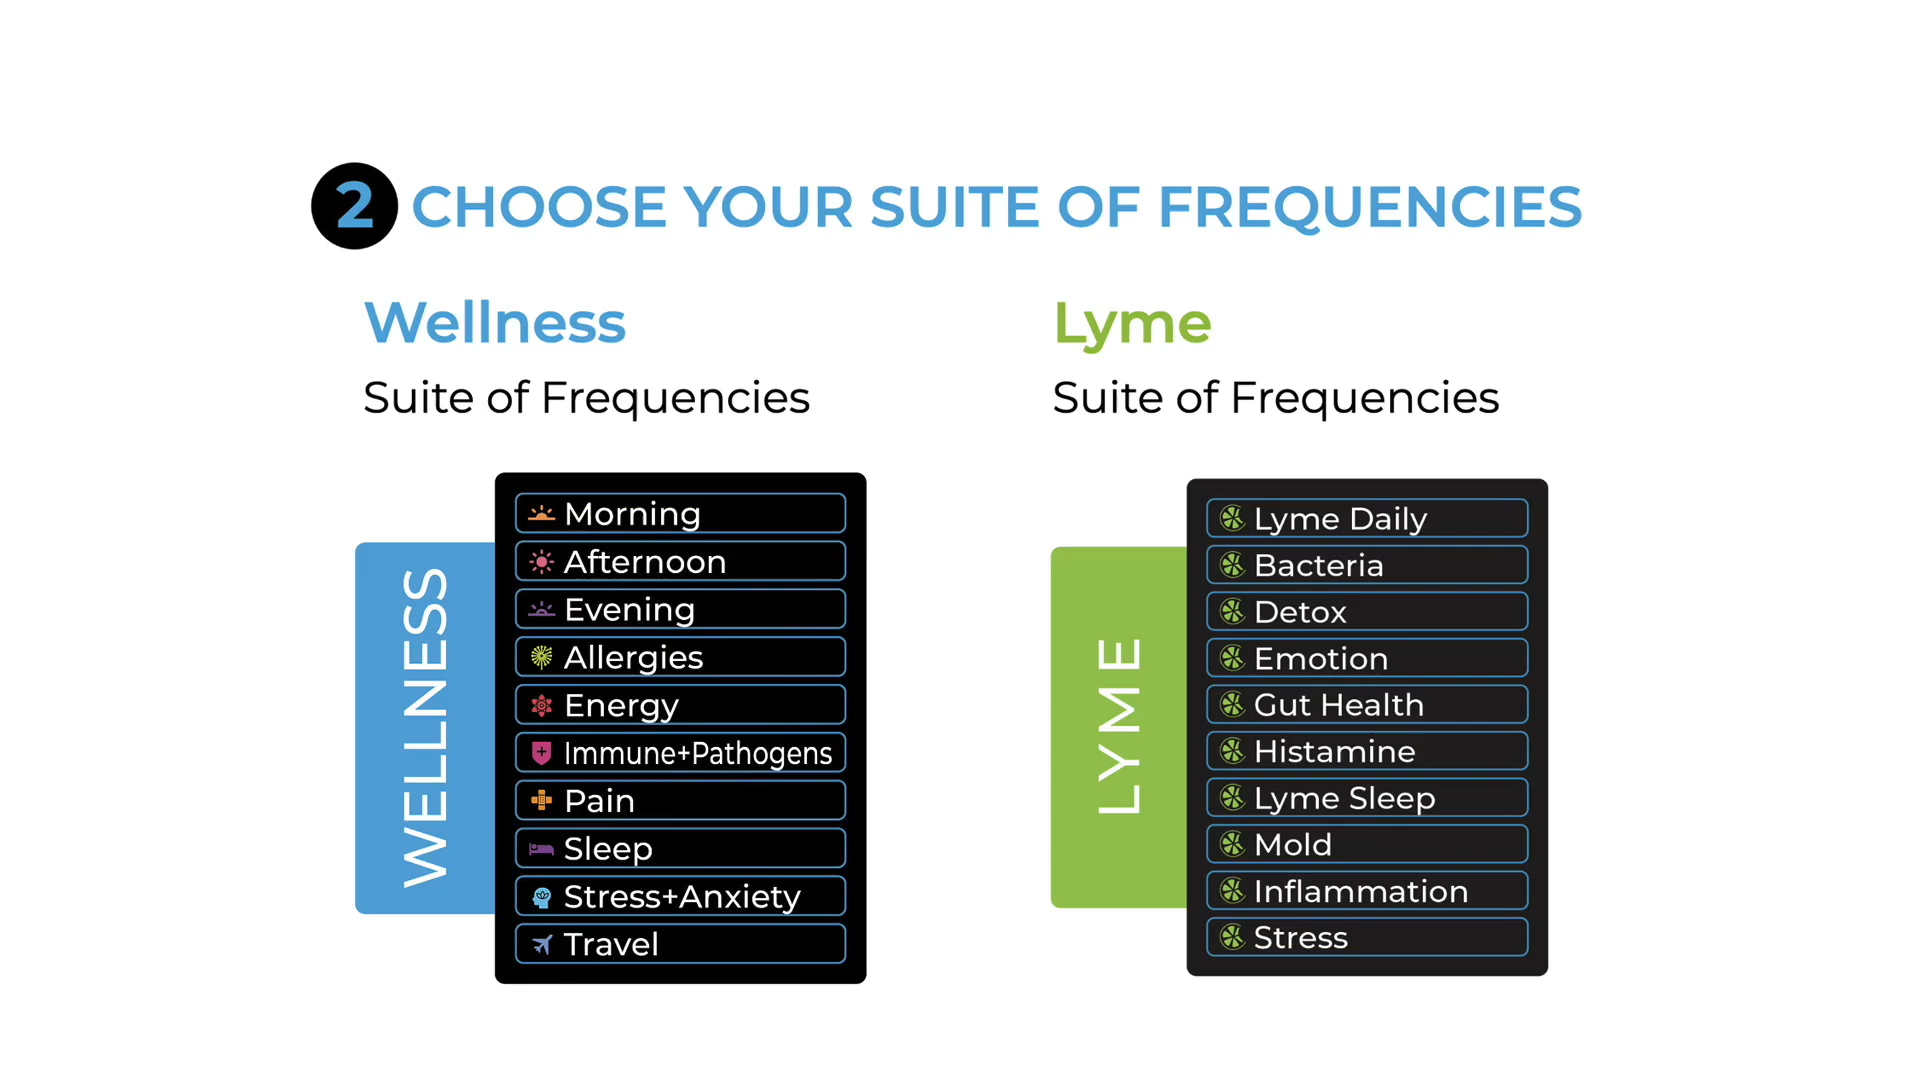 2 CHOOSE YOUR SUITE OF FREQUENCIES
Wellness
Suite of Frequencies
WELLNESS
Morning
Afternoon
Evening
Allergies
Energy
Immune+Pathogens
Pain
Sleep
Stress+Anxiety
Travel
Lyme
Suite of Frequencies
LYME
Lyme Daily
Bacteria
Detox
Emotion
Gut Health
Histamine
Lyme Sleep
Mold
Inflammation
Stress